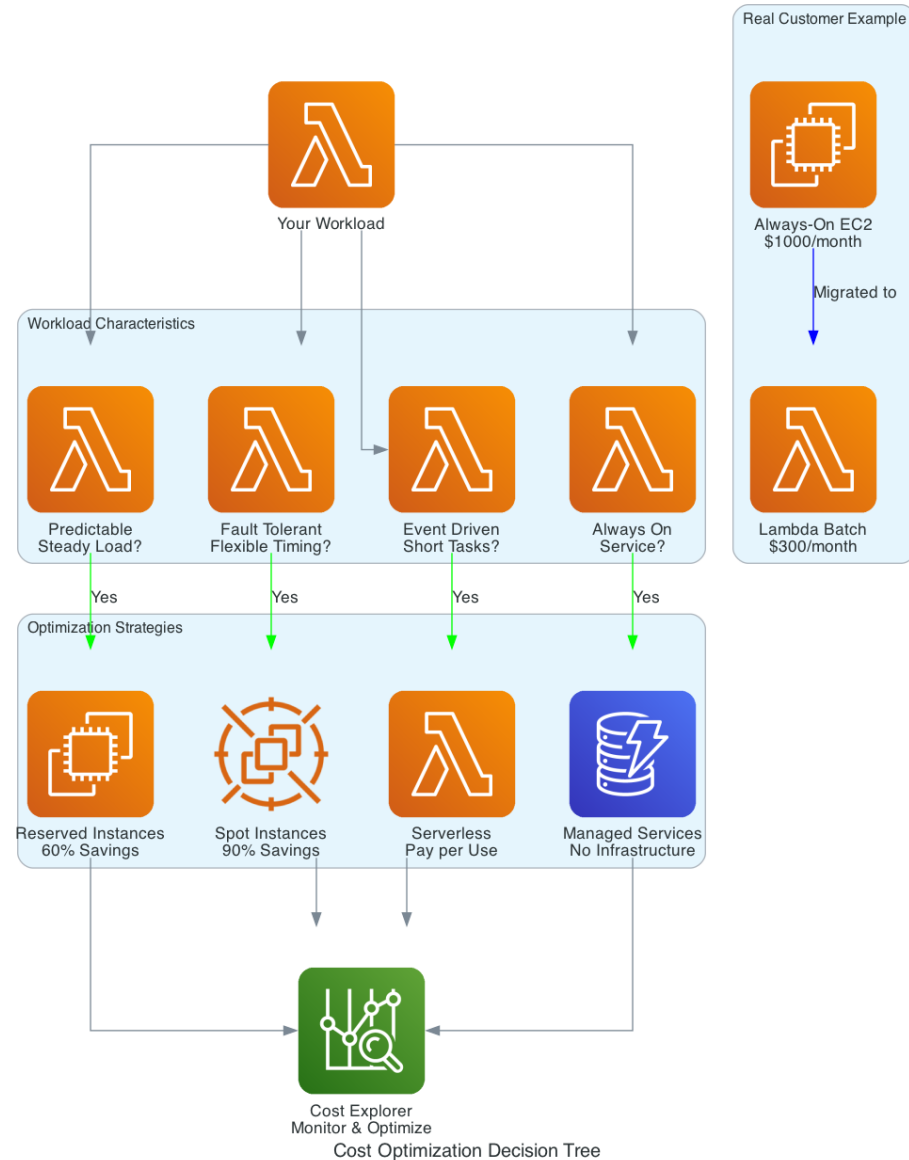 Real Customer Example
Your Workload
Always-On EC2
$1000/month
Migrated to
Workload Characteristics
Predictable
Steady Load?
Fault Tolerant
Flexible Timing?
Event Driven
Short Tasks?
Always On
Service?
Lambda Batch
$300/month
Yes
Yes
Yes
Yes
Optimization Strategies
Reserved Instances
60% Savings
Spot Instances
90% Savings
Serverless
Pay per Use
Managed Services
No Infrastructure
Cost Explorer
Monitor & Optimize
Cost Optimization Decision Tree